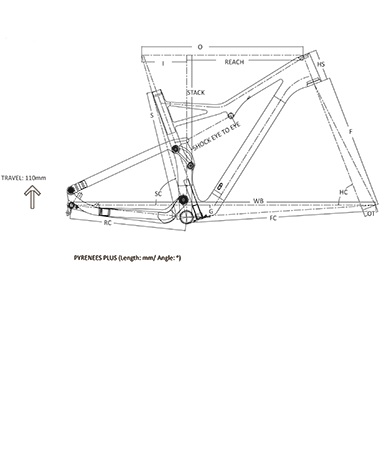 O
I
REACH
HS
STACK
S
F
SHOCK EYE TO EYE
TRAVEL: 110mm
SC
HC
WB
G
FC
OT
RC
PYRENEES PLUS (Length: mm/ Angle: °)